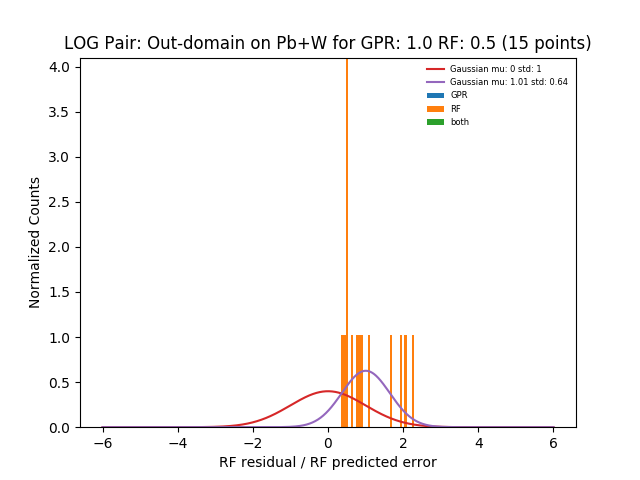 LOG Pair: Out-domain on Pb+W for GPR: 1.0 RF: 0.5 (15 points)
Gaussian mu: 0 std: 1
Gaussian mu: 1.01 std: 0.64
GPR
RF
both
Normalized Counts
4.0
3.5
3.0
2.5
2.0
1.5
1.0
0.5
0.0
−6 −4 −2 0 2 4 6
RF residual / RF predicted error